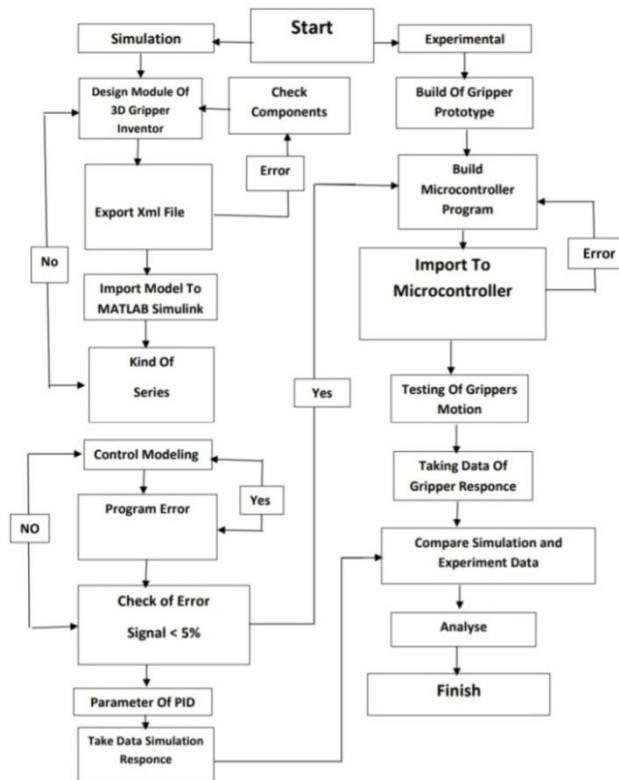 Start
Simulation
Experimental
Design Module Of
3D Gripper
Inventor
Check
Components
Error
Export Xml File
No
Import Model To
MATLAB Simulink
Kind Of
Series
Control Modeling
Yes
NO
Program Error
Check of Error
Signal < 5%
Yes
Parameter Of PID
Take Data Simulation
Responce
Build Of Gripper
Prototype
Build
Microcontroller
Program
Error
Import To
Microcontroller
Testing Of Grippers
Motion
Taking Data Of
Gripper Responce
Compare Simulation and
Experiment Data
Analyse
Finish